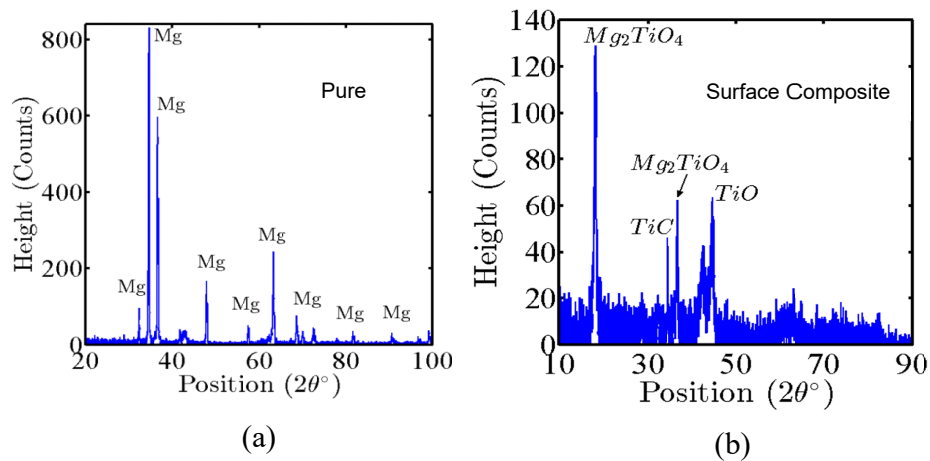 800
600
400
200
0
20
40
60
80
100
Height (Counts)
Position (2θ°)
Mg
Mg
Mg
Mg
Mg
Mg
Mg
Mg
Mg
Pure
(a)
140
120
100
80
60
40
20
0
10
30
50
70
90
Height (Counts)
Position (2θ°)
Mg₂TiO₄
Surface Composite
Mg₂TiO₄
TiC
TiO
(b)